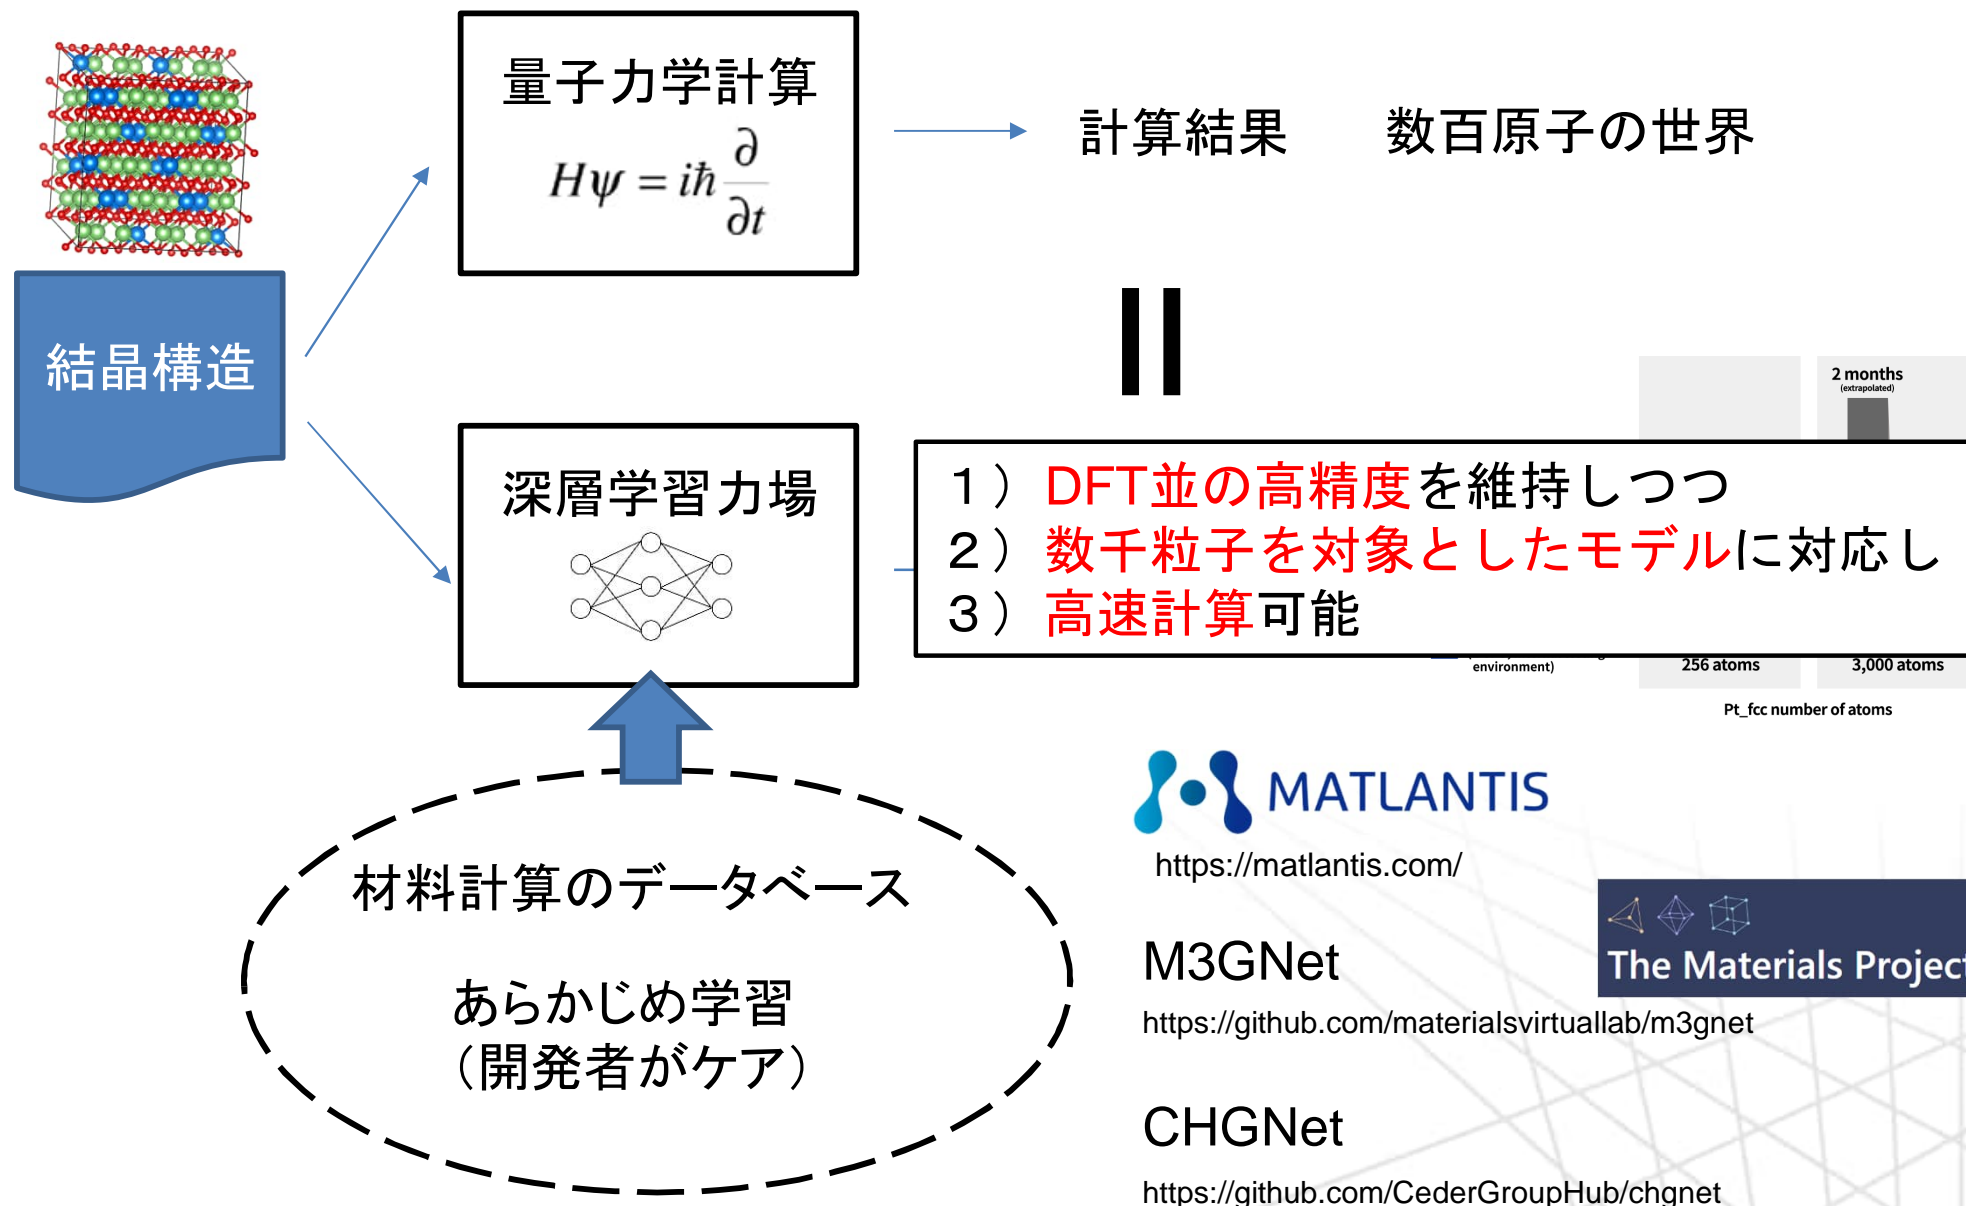 量子力学計算
Hψ = iħ ∂/∂t
計算結果 数百原子の世界
結晶構造
2 months
(extrapolated)
深層学習力場
１）DFT並の高精度を維持しつつ
２）数千粒子を対象としたモデルに対応し
３）高速計算可能
environment)
256 atoms
3,000 atoms
Pt_fcc number of atoms
材料計算のデータベース
あらかじめ学習
（開発者がケア）
MATLANTIS
https://matlantis.com/
The Materials Projec
M3GNet
https://github.com/materialsvirtuallab/m3gnet
CHGNet
https://github.com/CederGroupHub/chgnet